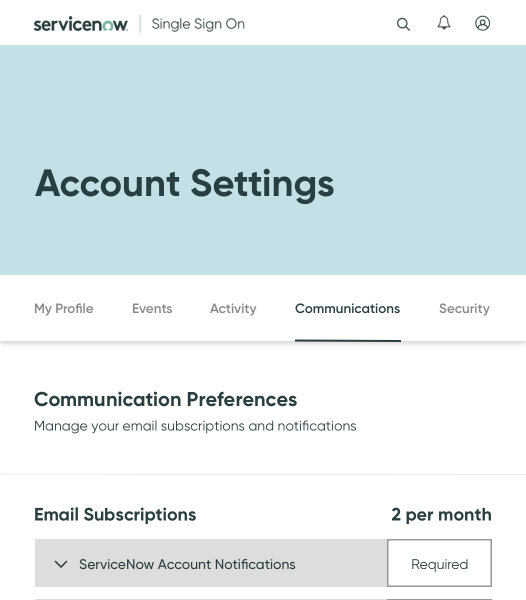 servicenow Single Sign On
Account Settings
My Profile Events Activity Communications Security
Communication Preferences
Manage your email subscriptions and notifications
Email Subscriptions 2 per month
ServiceNow Account Notifications Required